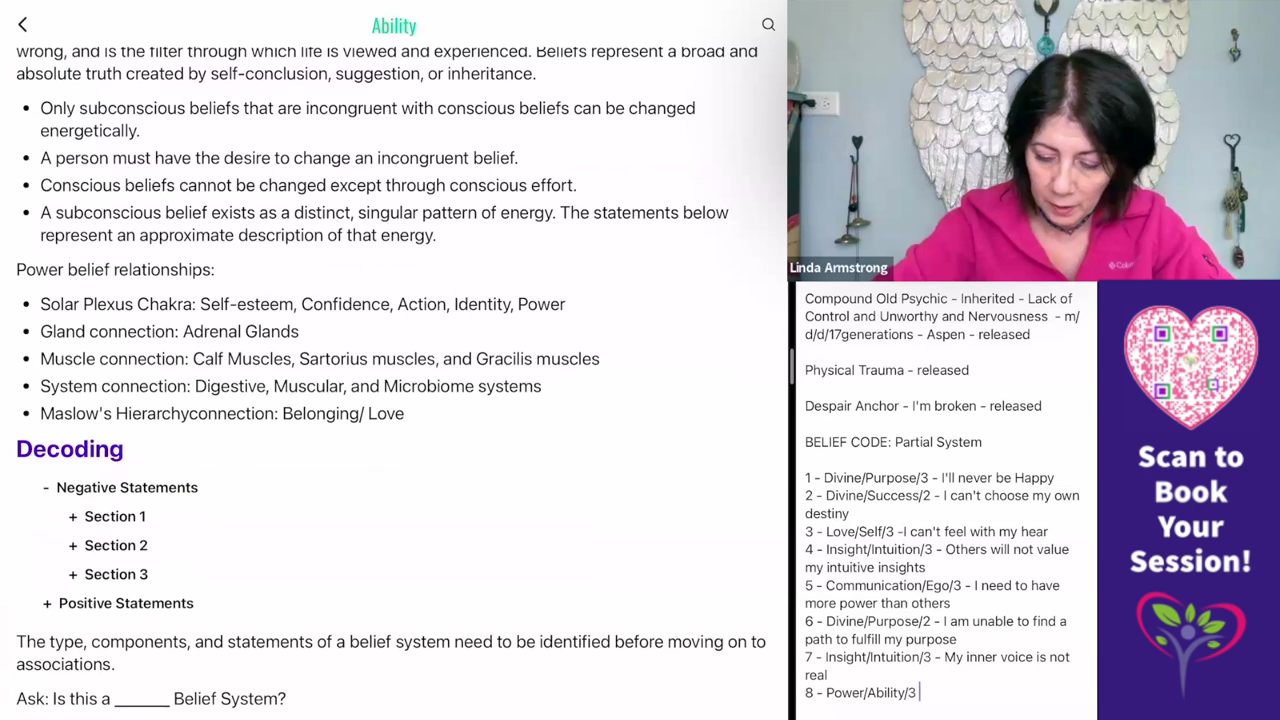 Ability
wrong, and is the filter through which life is viewed and experienced. Beliefs represent a broad and
absolute truth created by self-conclusion, suggestion, or inheritance.
• Only subconscious beliefs that are incongruent with conscious beliefs can be changed
energetically.
• A person must have the desire to change an incongruent belief.
• Conscious beliefs cannot be changed except through conscious effort.
• A subconscious belief exists as a distinct, singular pattern of energy. The statements below
represent an approximate description of that energy.
Power belief relationships:
• Solar Plexus Chakra: Self-esteem, Confidence, Action, Identity, Power
• Gland connection: Adrenal Glands
• Muscle connection: Calf Muscles, Sartorius muscles, and Gracilis muscles
• System connection: Digestive, Muscular, and Microbiome systems
• Maslow's Hierarchyconnection: Belonging/ Love
Decoding
- Negative Statements
+ Section 1
+ Section 2
+ Section 3
+ Positive Statements
The type, components, and statements of a belief system need to be identified before moving on to
associations.
Ask: Is this a ______ Belief System?
Linda Armstrong
Compound Old Psychic - Inherited - Lack of
Control and Unworthy and Nervousness - m/
d/d/17generations - Aspen - released
Physical Trauma - released
Despair Anchor - I'm broken - released
BELIEF CODE: Partial System
1 - Divine/Purpose/3 - I'll never be Happy
2 - Divine/Success/2 - I can't choose my own
destiny
3 - Love/Self/3 -I can't feel with my hear
4 - Insight/Intuition/3 - Others will not value
my intuitive insights
5 - Communication/Ego/3 - I need to have
more power than others
6 - Divine/Purpose/2 - I am unable to find a
path to fulfill my purpose
7 - Insight/Intuition/3 - My inner voice is not
real
8 - Power/Ability/3
Scan to
Book
Your
Session!